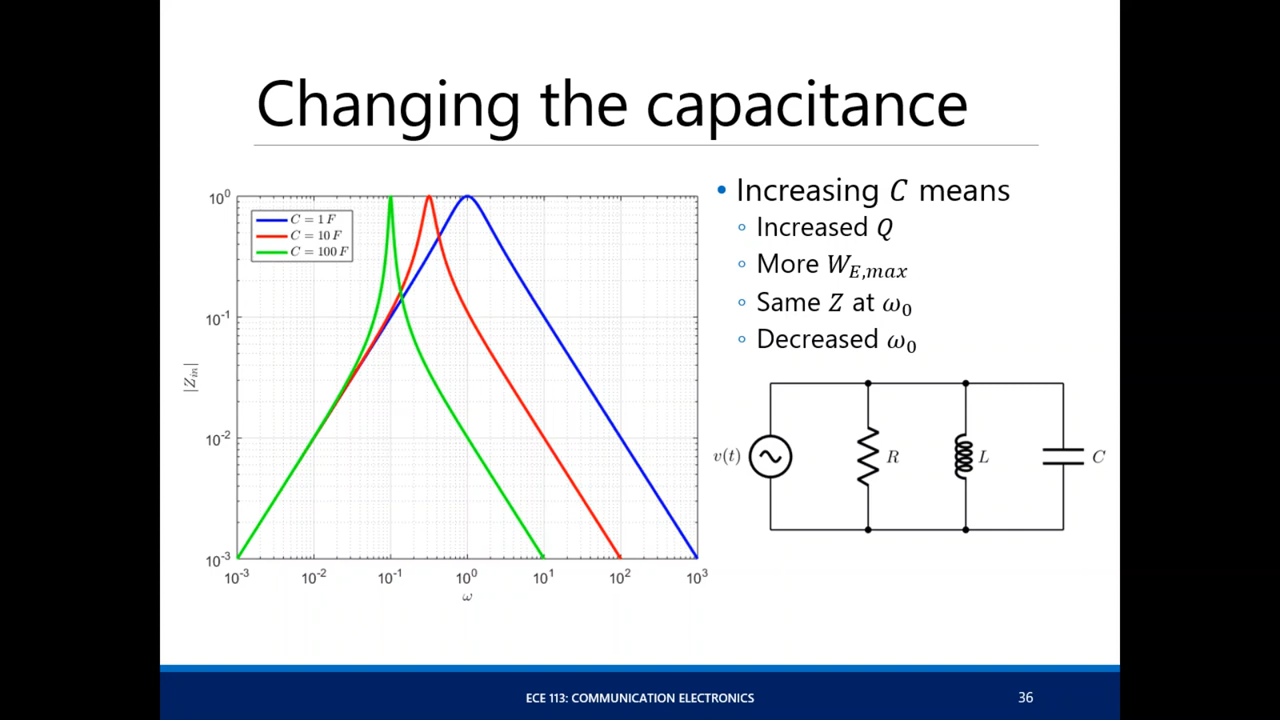 Changing the capacitance
10^0
10^-1
10^-2
10^-3
|Z_in|
C = 1 F
C = 10 F
C = 100 F
10^-3 10^-2 10^-1 10^0 10^1 10^2 10^3
ω
• Increasing C means
◦ Increased Q
◦ More W_E,max
◦ Same Z at ω_0
◦ Decreased ω_0
v(t) R L C
ECE 113: COMMUNICATION ELECTRONICS 36